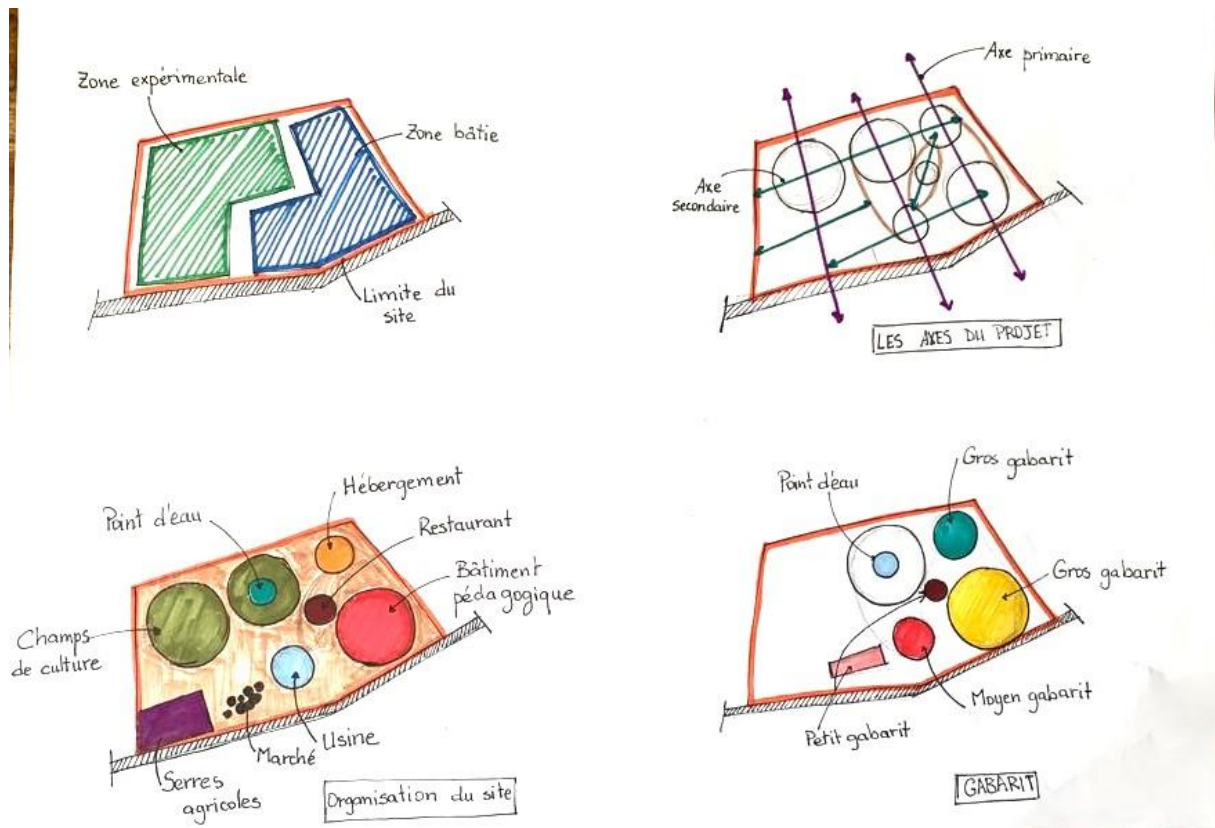 Zone expérimentale
Zone bâtie
Limite du
site
Axe primaire
Axe
secondaire
LES AXES DU PROJET
Hébergement
Point d'eau
Restaurant
Bâtiment
pédagogique
Champs
de culture
Usine
Marché
Serres
agricoles
Organisation du site
Gros gabarit
Point d'eau
Gros gabarit
Moyen gabarit
Petit gabarit
GABARIT